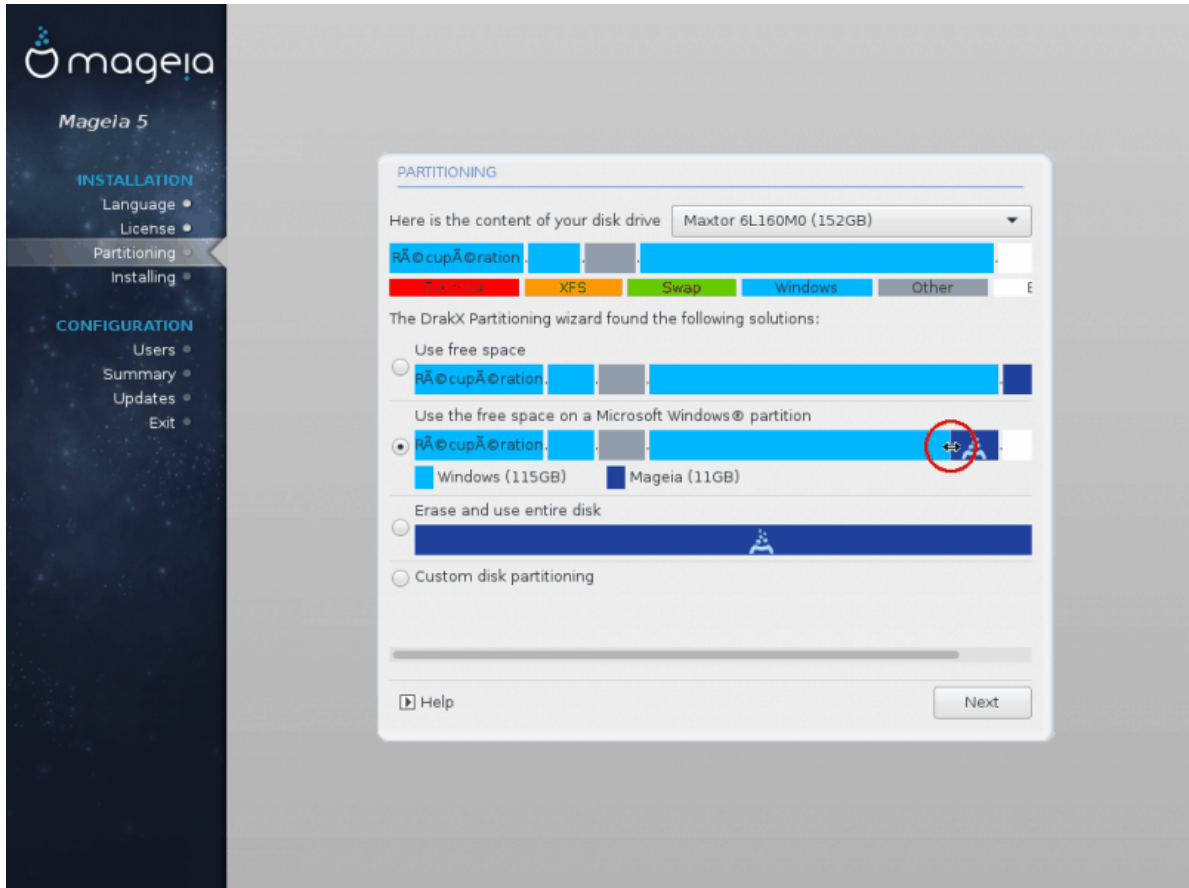 mageia
Mageia 5
INSTALLATION
Language
License
Partitioning
Installing
CONFIGURATION
Users
Summary
Updates
Exit
PARTITIONING
Here is the content of your disk drive Maxtor 6L160M0 (152GB)
RÃ©cupÃ©ration
XFS Swap Windows Other E
The DrakX Partitioning wizard found the following solutions:
Use free space
RÃ©cupÃ©ration
Use the free space on a Microsoft Windows® partition
RÃ©cupÃ©ration
Windows (115GB) Mageia (11GB)
Erase and use entire disk
Custom disk partitioning
Help Next